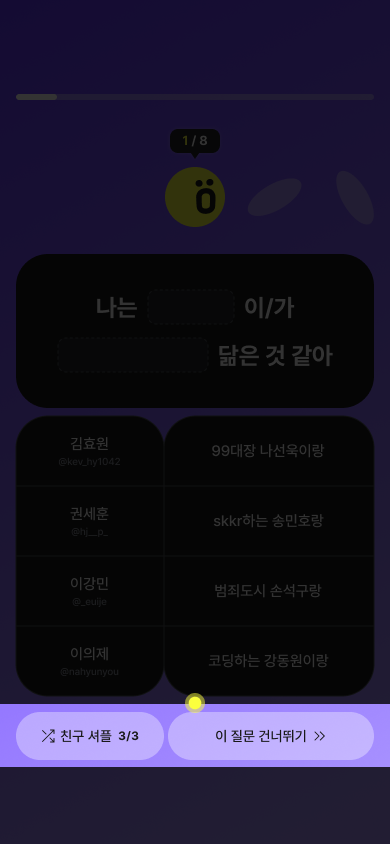 1 / 8
ö
나는 이/가
닮은 것 같아
김효원
@kev_hy1042
99대장 나선욱이랑
권세훈
@hj__p_
skkr하는 송민호랑
이강민
@_euije
범죄도시 손석구랑
이의제
@nahyunyou
코딩하는 강동원이랑
친구 셔플 3/3
이 질문 건너뛰기